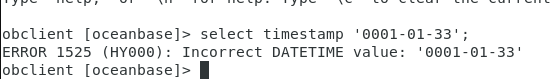 obclient [oceanbase]> select timestamp '0001-01-33';
ERROR 1525 (HY000): Incorrect DATETIME value: '0001-01-33'
obclient [oceanbase]>